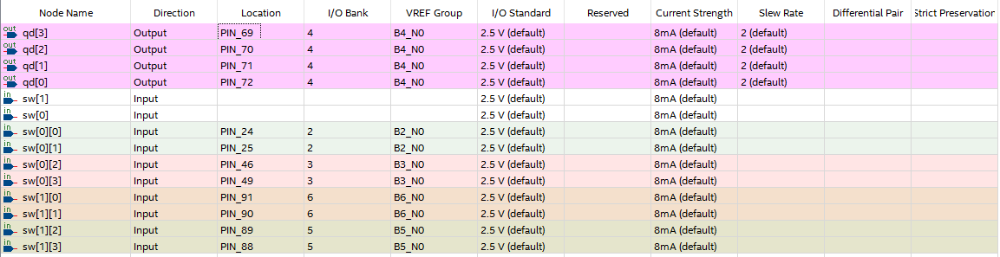 Node Name Direction Location I/O Bank VREF Group I/O Standard Reserved Current Strength Slew Rate Differential Pair Strict Preservation
out qd[3] Output PIN_69 4 B4_N0 2.5 V (default) 8mA (default) 2 (default)
out qd[2] Output PIN_70 4 B4_N0 2.5 V (default) 8mA (default) 2 (default)
out qd[1] Output PIN_71 4 B4_N0 2.5 V (default) 8mA (default) 2 (default)
out qd[0] Output PIN_72 4 B4_N0 2.5 V (default) 8mA (default) 2 (default)
in sw[1] Input 2.5 V (default) 8mA (default)
in sw[0] Input 2.5 V (default) 8mA (default)
in sw[0][0] Input PIN_24 2 B2_N0 2.5 V (default) 8mA (default)
in sw[0][1] Input PIN_25 2 B2_N0 2.5 V (default) 8mA (default)
in sw[0][2] Input PIN_46 3 B3_N0 2.5 V (default) 8mA (default)
in sw[0][3] Input PIN_49 3 B3_N0 2.5 V (default) 8mA (default)
in sw[1][0] Input PIN_91 6 B6_N0 2.5 V (default) 8mA (default)
in sw[1][1] Input PIN_90 6 B6_N0 2.5 V (default) 8mA (default)
in sw[1][2] Input PIN_89 5 B5_N0 2.5 V (default) 8mA (default)
in sw[1][3] Input PIN_88 5 B5_N0 2.5 V (default) 8mA (default)